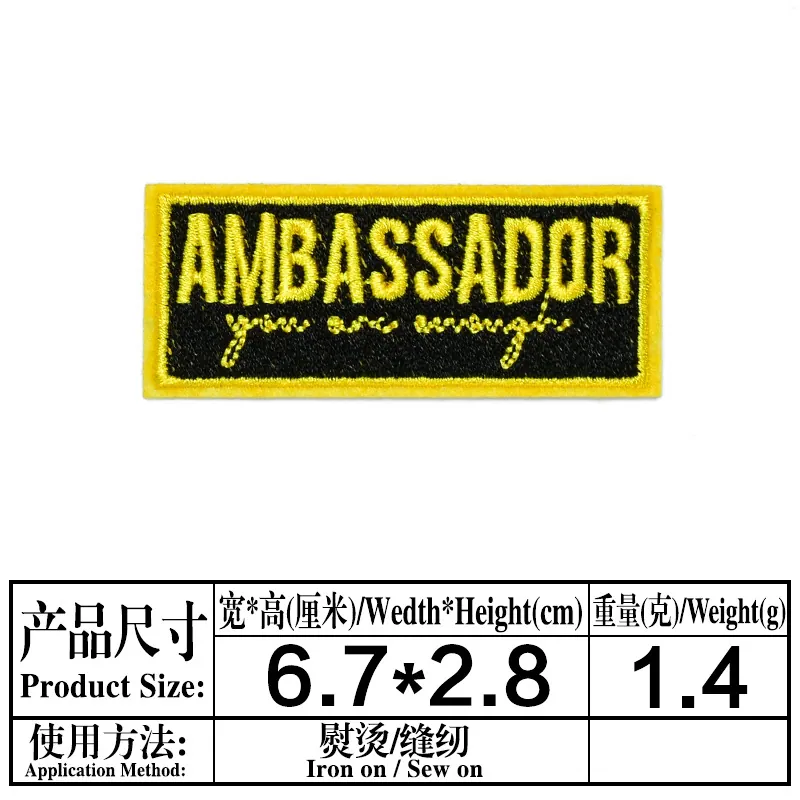 AMBASSADOR
you are enough
产品尺寸
Product Size:
宽*高(厘米)/Wedth*Height(cm)
重量(克)/Weight(g)
6.7*2.8
1.4
使用方法:
Application Method:
熨烫/缝纫
Iron on / Sew on